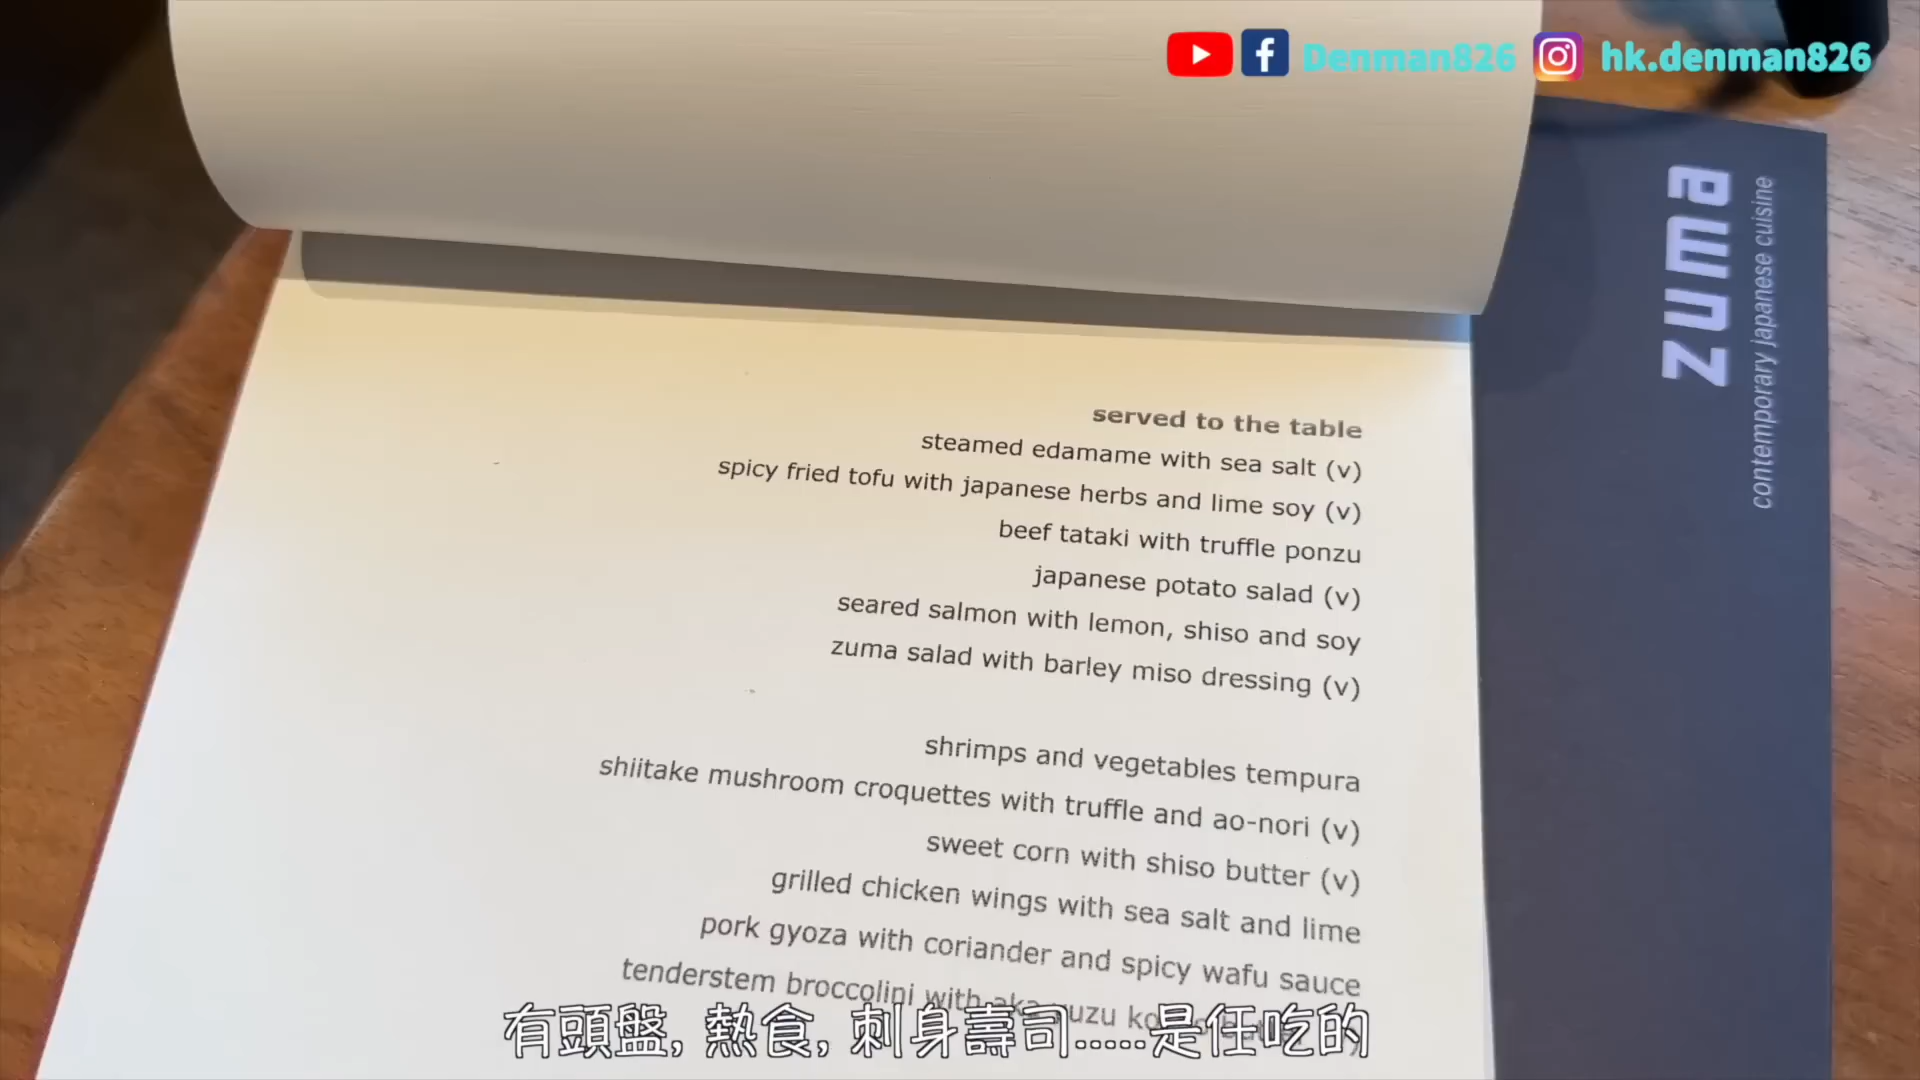 Denman826 hk.denman826
zuma
contemporary japanese cuisine
served to the table
steamed edamame with sea salt (v)
spicy fried tofu with japanese herbs and lime soy (v)
beef tataki with truffle ponzu
japanese potato salad (v)
seared salmon with lemon, shiso and soy
zuma salad with barley miso dressing (v)
shrimps and vegetables tempura
shiitake mushroom croquettes with truffle and ao-nori (v)
sweet corn with shiso butter (v)
grilled chicken wings with sea salt and lime
pork gyoza with coriander and spicy wafu sauce
tenderstem broccolini with
有頭盤, 熱食, 刺身壽司.....是任吃的